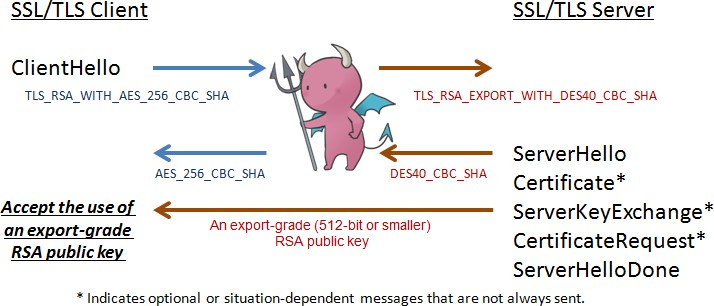 SSL/TLS Client
SSL/TLS Server
ClientHello
TLS_RSA_WITH_AES_256_CBC_SHA
TLS_RSA_EXPORT_WITH_DES40_CBC_SHA
AES_256_CBC_SHA
DES40_CBC_SHA
ServerHello
Certificate*
ServerKeyExchange*
CertificateRequest*
ServerHelloDone
Accept the use of
an export-grade
RSA public key
An export-grade (512-bit or smaller)
RSA public key
* Indicates optional or situation-dependent messages that are not always sent.